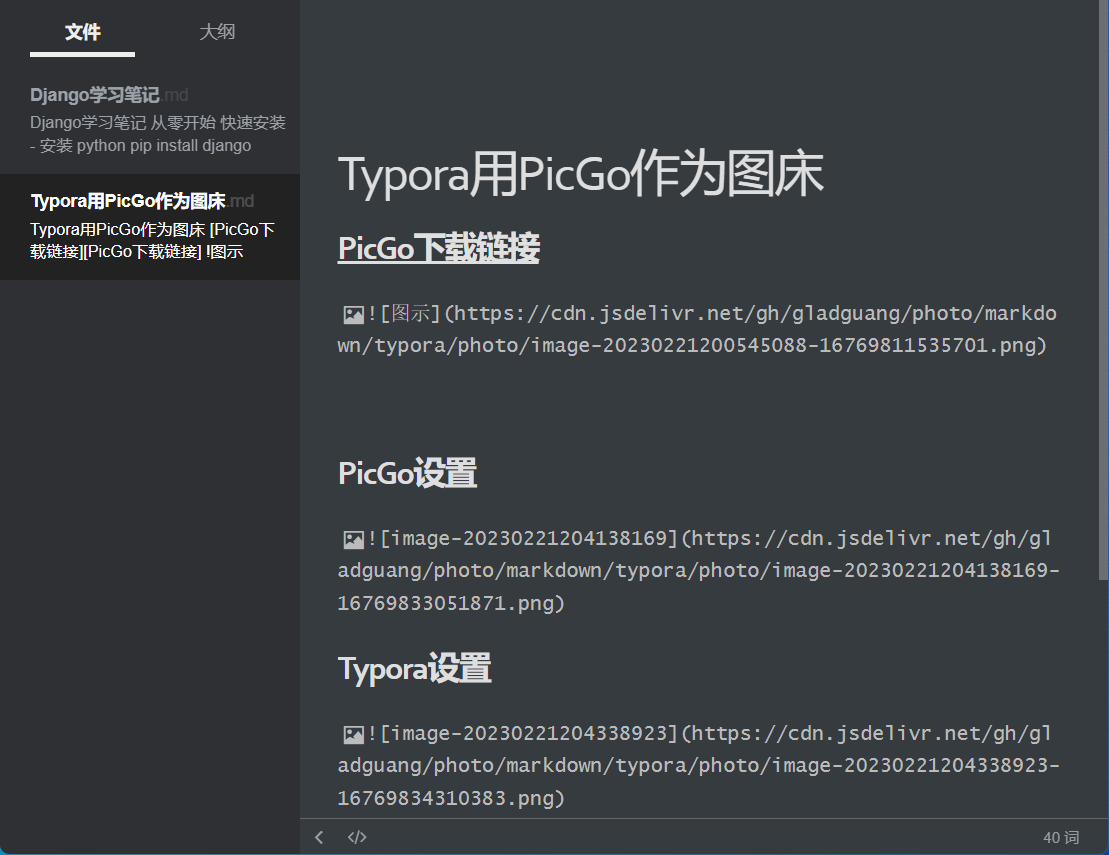 文件 大纲
Django学习笔记.md
Django学习笔记 从零开始 快速安装
- 安装 python pip install django
Typora用PicGo作为图床.md
Typora用PicGo作为图床 [PicGo下
载链接][PicGo下载链接] !图示
Typora用PicGo作为图床
PicGo下载链接
![图示](https://cdn.jsdelivr.net/gh/gladguang/photo/markdo
wn/typora/photo/image-20230221200545088-16769811535701.png)
PicGo设置
![image-20230221204138169](https://cdn.jsdelivr.net/gh/gl
adguang/photo/markdown/typora/photo/image-20230221204138169-
16769833051871.png)
Typora设置
![image-20230221204338923](https://cdn.jsdelivr.net/gh/gl
adguang/photo/markdown/typora/photo/image-20230221204338923-
16769834310383.png)
</> 40 词